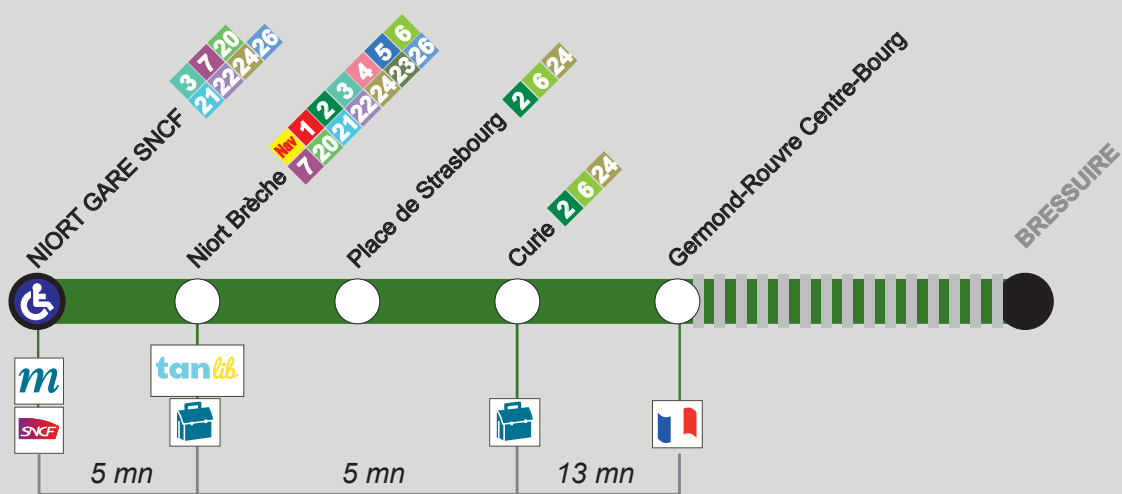 NIORT GARE SNCF
3 7 20
21 22 24 26
Niort Brèche
Nav 1 2 3 4 5 6
7 20 21 22 24 23 26
Place de Strasbourg 2 6 24
Curie 2 6 24
Germond-Rouvre Centre-Bourg
BRESSUIRE
m
SNCF
tanlib
5 mn
5 mn
13 mn